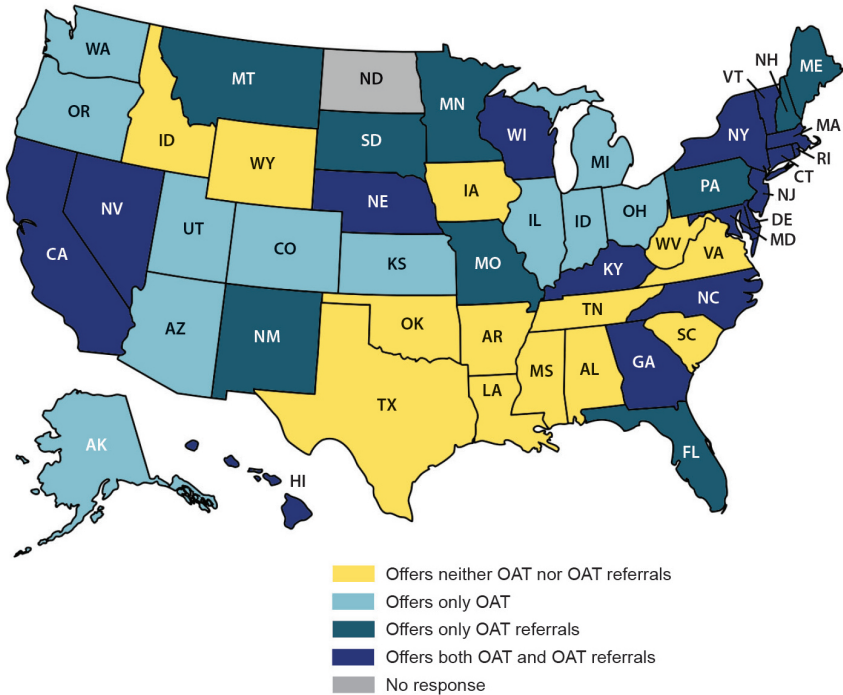 WA
MT
ND
MN
VT
NH
ME
OR
ID
SD
WI
NY
MA
WY
MI
RI
CT
IA
PA
NJ
NE
NV
IL
ID
OH
DE
UT
MD
CO
WV
VA
CA
KS
MO
KY
NC
AZ
NM
OK
AR
TN
SC
MS
AL
GA
LA
TX
FL
AK
HI
Offers neither OAT nor OAT referrals
Offers only OAT
Offers only OAT referrals
Offers both OAT and OAT referrals
No response